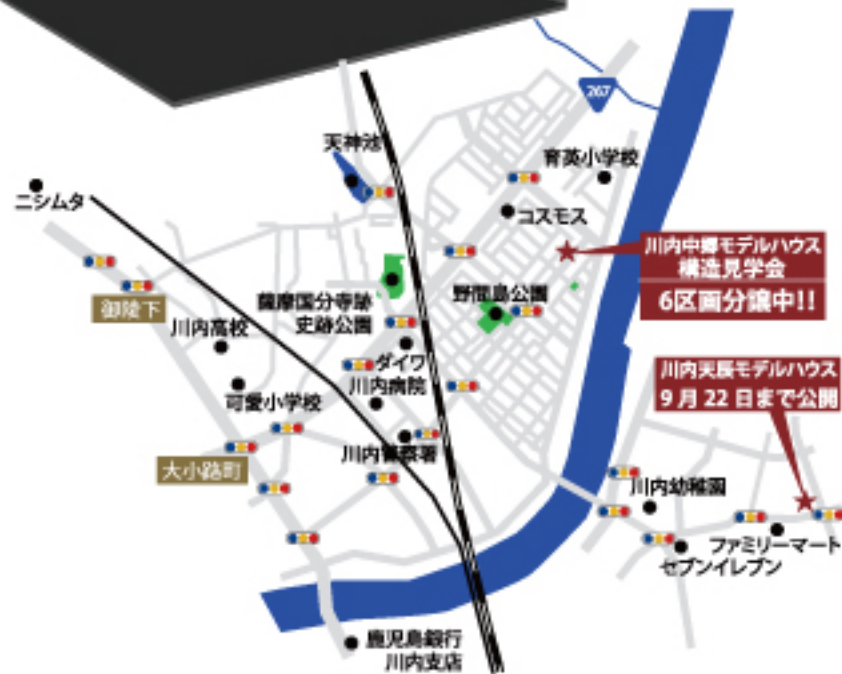 267
天神池
育英小学校
ニシムタ
コスモス
川内中郷モデルハウス
構造見学会
6区画分譲中!!
御陵下
薩摩国分寺跡
史跡公園
野間島公園
川内高校
ダイワ
川内病院
川内天辰モデルハウス
9月22日まで公開
可愛小学校
川内警察署
大小路町
川内幼稚園
ファミリーマート
セブンイレブン
鹿児島銀行
川内支店